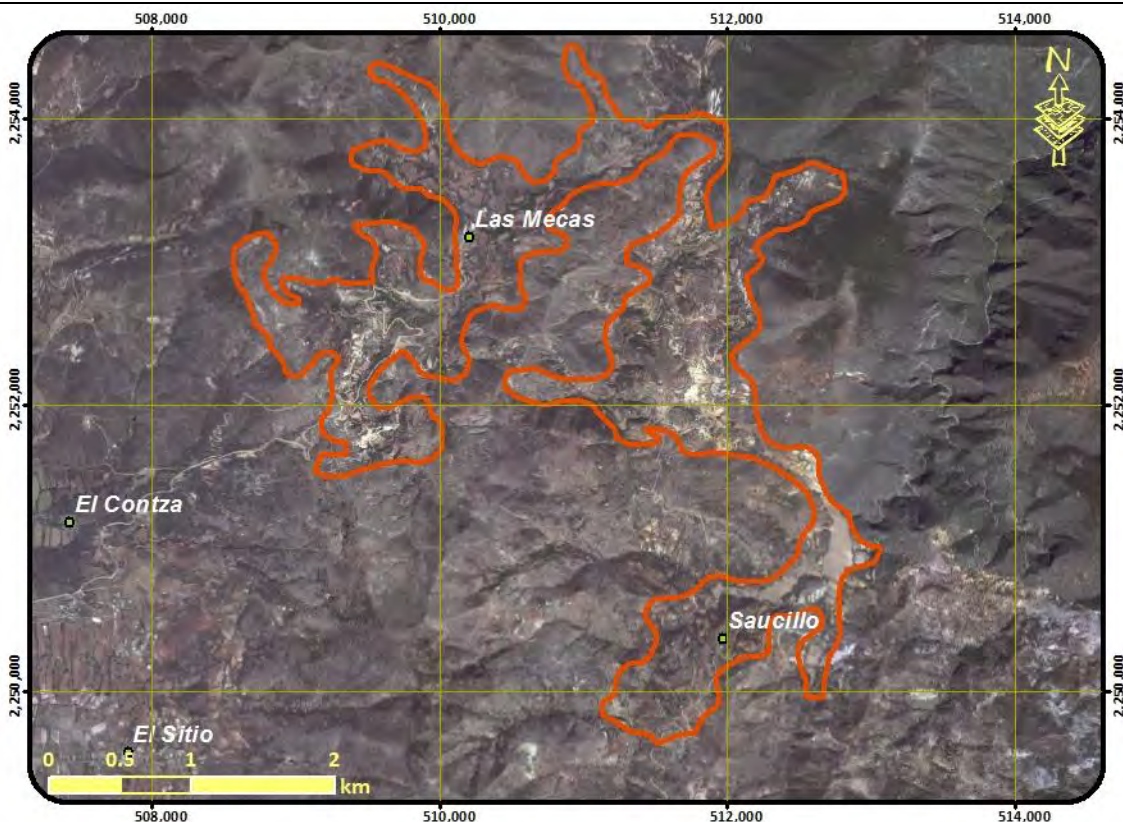 508,000 510,000 512,000 514,000
N
2,254,000 2,254,000
Las Mecas
2,252,000 2,252,000
El Contza
Saucillo
2,250,000 2,250,000
El Sitio
0 0.5 1 2
km
508,000 510,000 512,000 514,000